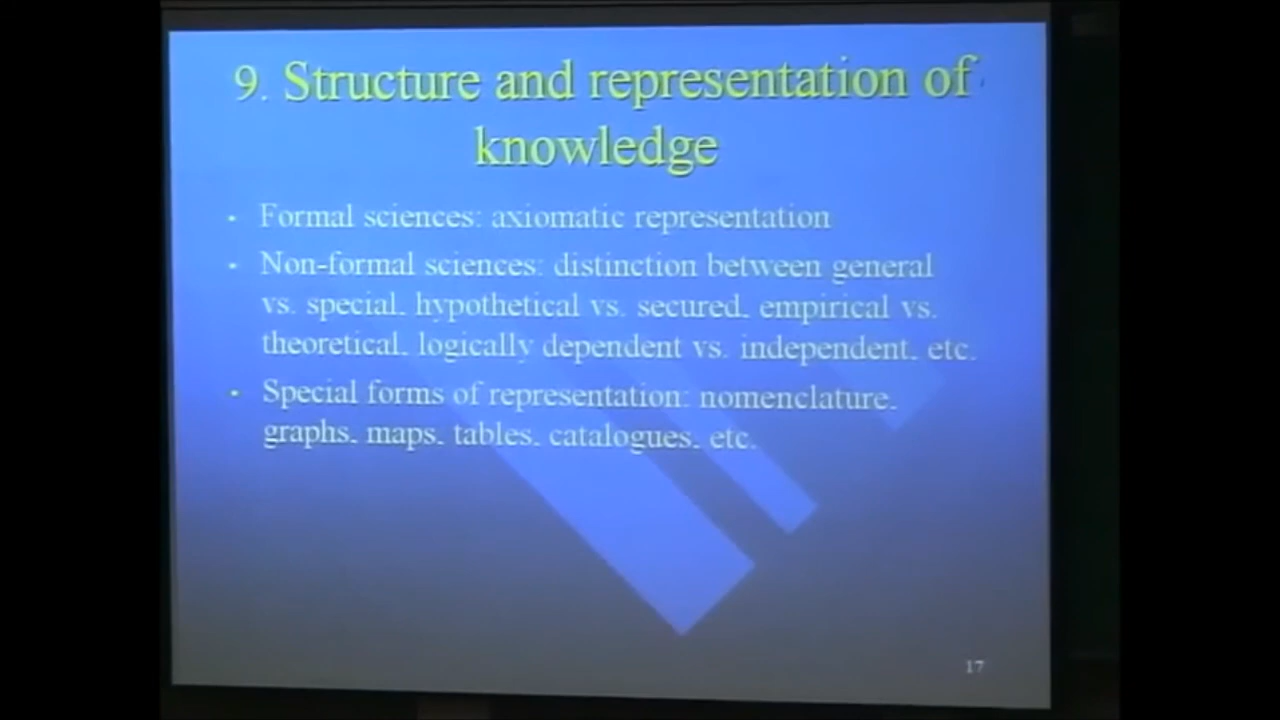 9. Structure and representation of
knowledge
• Formal sciences: axiomatic representation
• Non-formal sciences: distinction between general
vs. special, hypothetical vs. secured, empirical vs.
theoretical, logically dependent vs. independent, etc.
• Special forms of representation: nomenclature,
graphs, maps, tables, catalogues, etc.
17